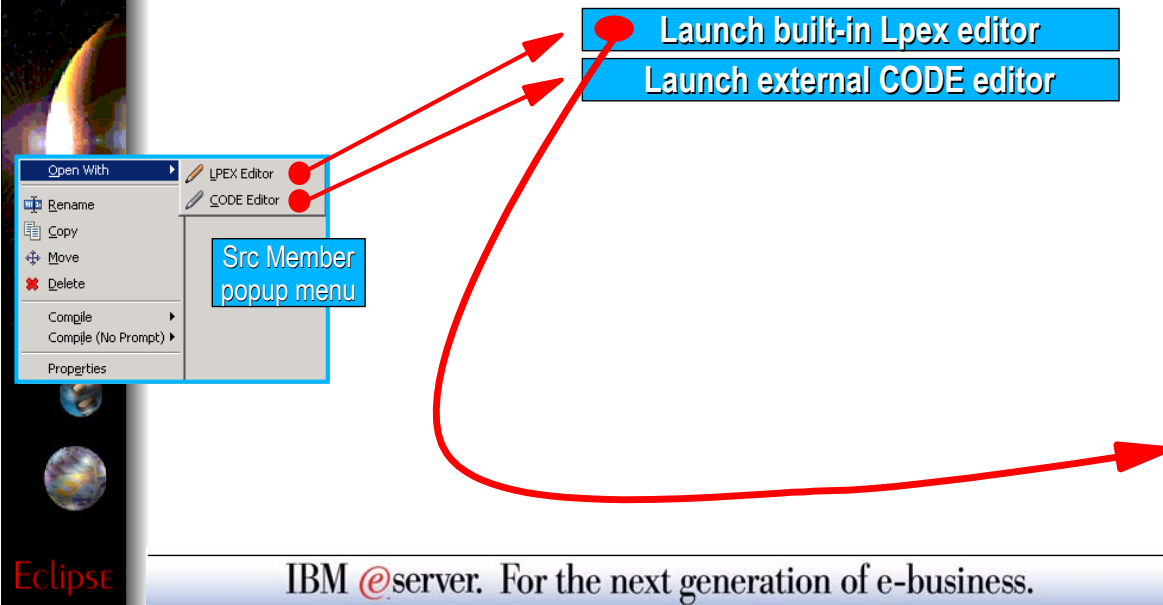 Launch built-in Lpex editor
Launch external CODE editor
Open With
LPEX Editor
CODE Editor
Rename
Copy
Move
Delete
Src Member
popup menu
Compile
Compile (No Prompt)
Properties
Eclipse
IBM @server. For the next generation of e-business.